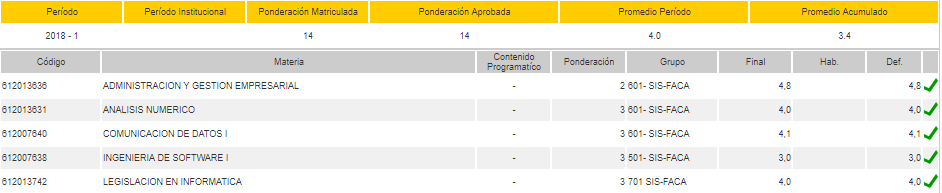 Período Período Institucional Ponderación Matriculada Ponderación Aprobada Promedio Período Promedio Acumulado
2018 - 1 14 14 4.0 3.4
Código Materia Contenido Programatíco Ponderación Grupo Final Hab. Def.
612013636 ADMINISTRACION Y GESTION EMPRESARIAL - 2 601- SIS-FACA 4,8 4,8
612013631 ANALISIS NUMERICO - 3 601- SIS-FACA 4,0 4,0
612007640 COMUNICACION DE DATOS I - 3 601- SIS-FACA 4,1 4,1
612007638 INGENIERIA DE SOFTWARE I - 3 501- SIS-FACA 3,0 3,0
612013742 LEGISLACION EN INFORMATICA - 3 701 SIS-FACA 4,0 4,0